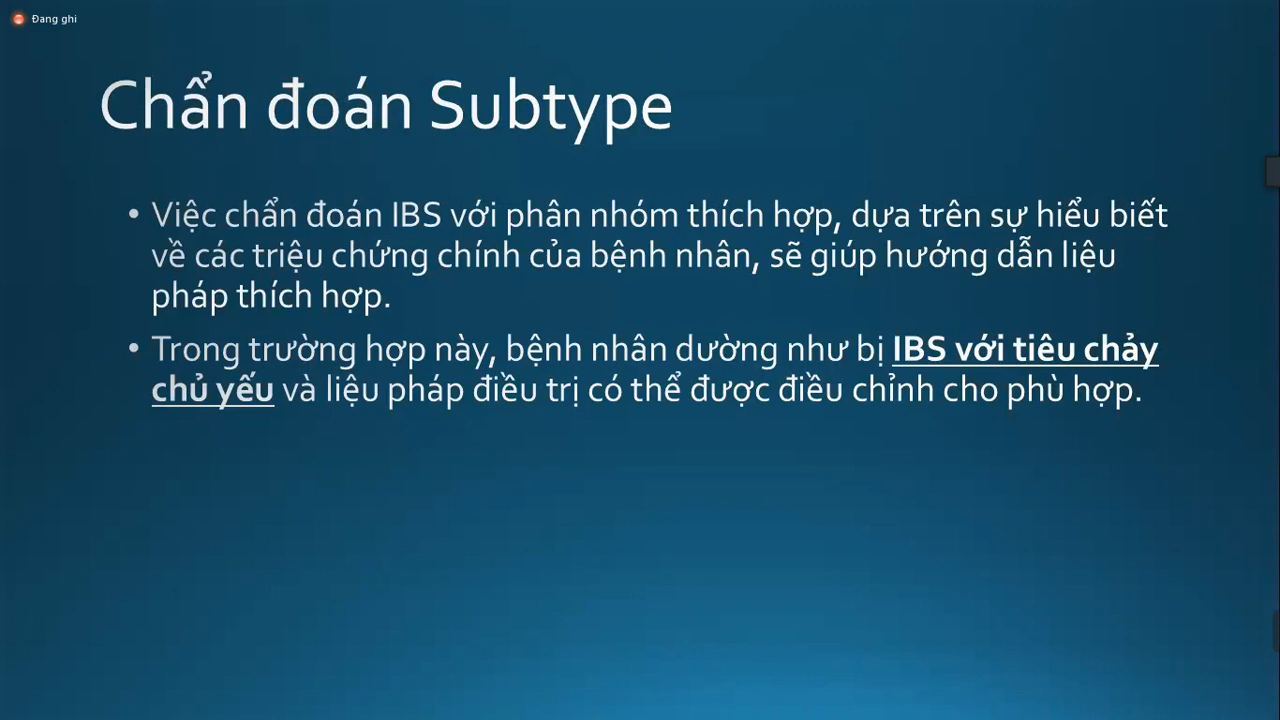 Đang ghi
Chẩn đoán Subtype
• Việc chẩn đoán IBS với phân nhóm thích hợp, dựa trên sự hiểu biết
về các triệu chứng chính của bệnh nhân, sẽ giúp hướng dẫn liệu
pháp thích hợp.
• Trong trường hợp này, bệnh nhân dường như bị IBS với tiêu chảy
chủ yếu và liệu pháp điều trị có thể được điều chỉnh cho phù hợp.